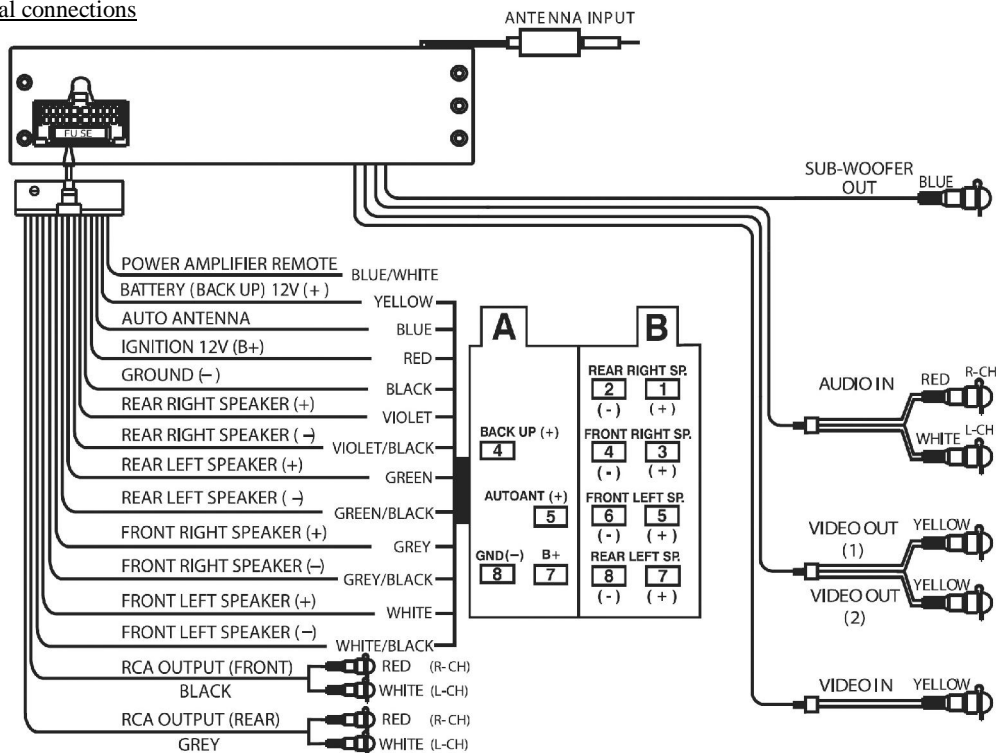 al connections
ANTENNA INPUT
FUSE
SUB-WOOFER
OUT
BLUE
POWER AMPLIFIER REMOTE
BLUE/WHITE
BATTERY (BACK UP) 12V (+)
YELLOW
AUTO ANTENNA
BLUE
IGNITION 12V (B+)
RED
GROUND (-)
BLACK
REAR RIGHT SPEAKER (+)
VIOLET
REAR RIGHT SPEAKER (-)
VIOLET/BLACK
REAR LEFT SPEAKER (+)
GREEN
REAR LEFT SPEAKER (-)
GREEN/BLACK
FRONT RIGHT SPEAKER (+)
GREY
FRONT RIGHT SPEAKER (-)
GREY/BLACK
FRONT LEFT SPEAKER (+)
WHITE
FRONT LEFT SPEAKER (-)
WHITE/BLACK
RCA OUTPUT (FRONT)
BLACK
RED (R-CH)
WHITE (L-CH)
RCA OUTPUT (REAR)
GREY
RED (R-CH)
WHITE (L-CH)
A
BACK UP (+)
4
AUTOANT (+)
5
GND(-) B+
8 7
B
REAR RIGHT SP.
2 1
(-) (+)
FRONT RIGHT SP.
4 3
(-) (+)
FRONT LEFT SP.
6 5
(-) (+)
REAR LEFT SP.
8 7
(-) (+)
AUDIO IN
RED R-CH
WHITE L-CH
VIDEO OUT
(1)
YELLOW
VIDEO OUT
(2)
YELLOW
VIDEO IN
YELLOW